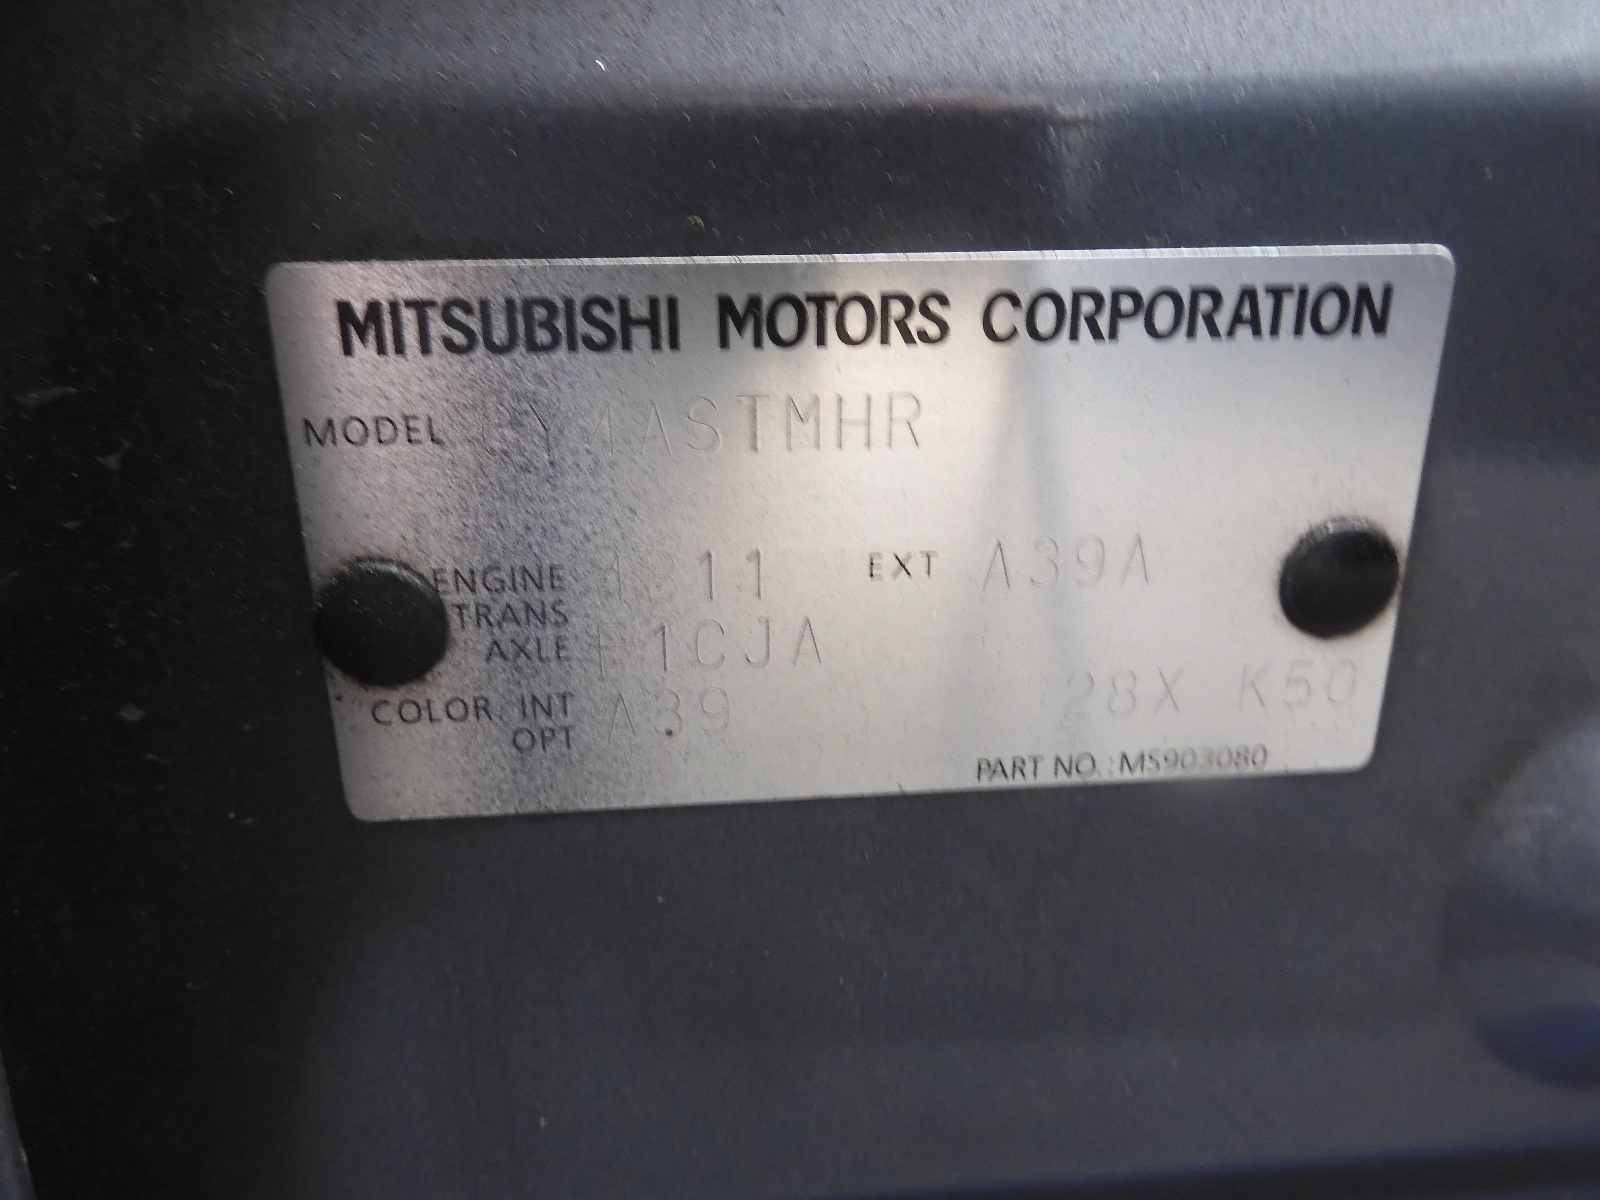 MITSUBISHI MOTORS CORPORATION
MODEL CY4ASTMHR
ENGINE 4B11 EXT A39A
TRANS
AXLE F1CJA
COLOR INT A39 28X K50
OPT
PART NO.:MS903080